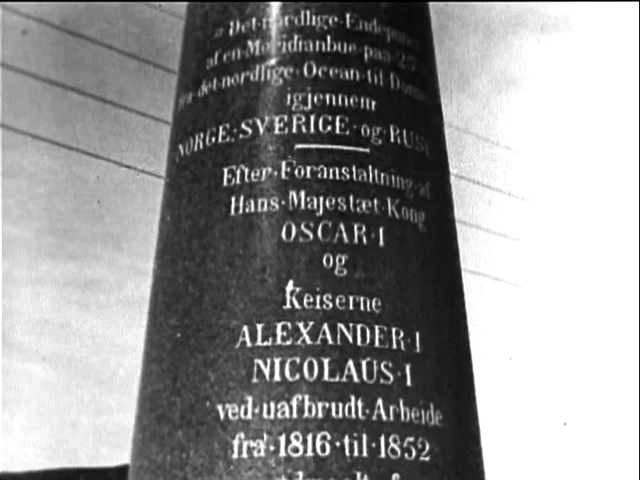 Det·nordlige·Endepunkt
af·en·Meridianbue·paa·25
fra·det·nordlige·Ocean·til·Donau
igjennem
NORGE·SVERIGE·og·RUSL
Efter·Foranstaltning·af
Hans·Majestæt·Kong
OSCAR·I
og
Keiserne
ALEXANDER·I
NICOLAUS·I
ved·uafbrudt·Arbeide
fra·1816·til·1852